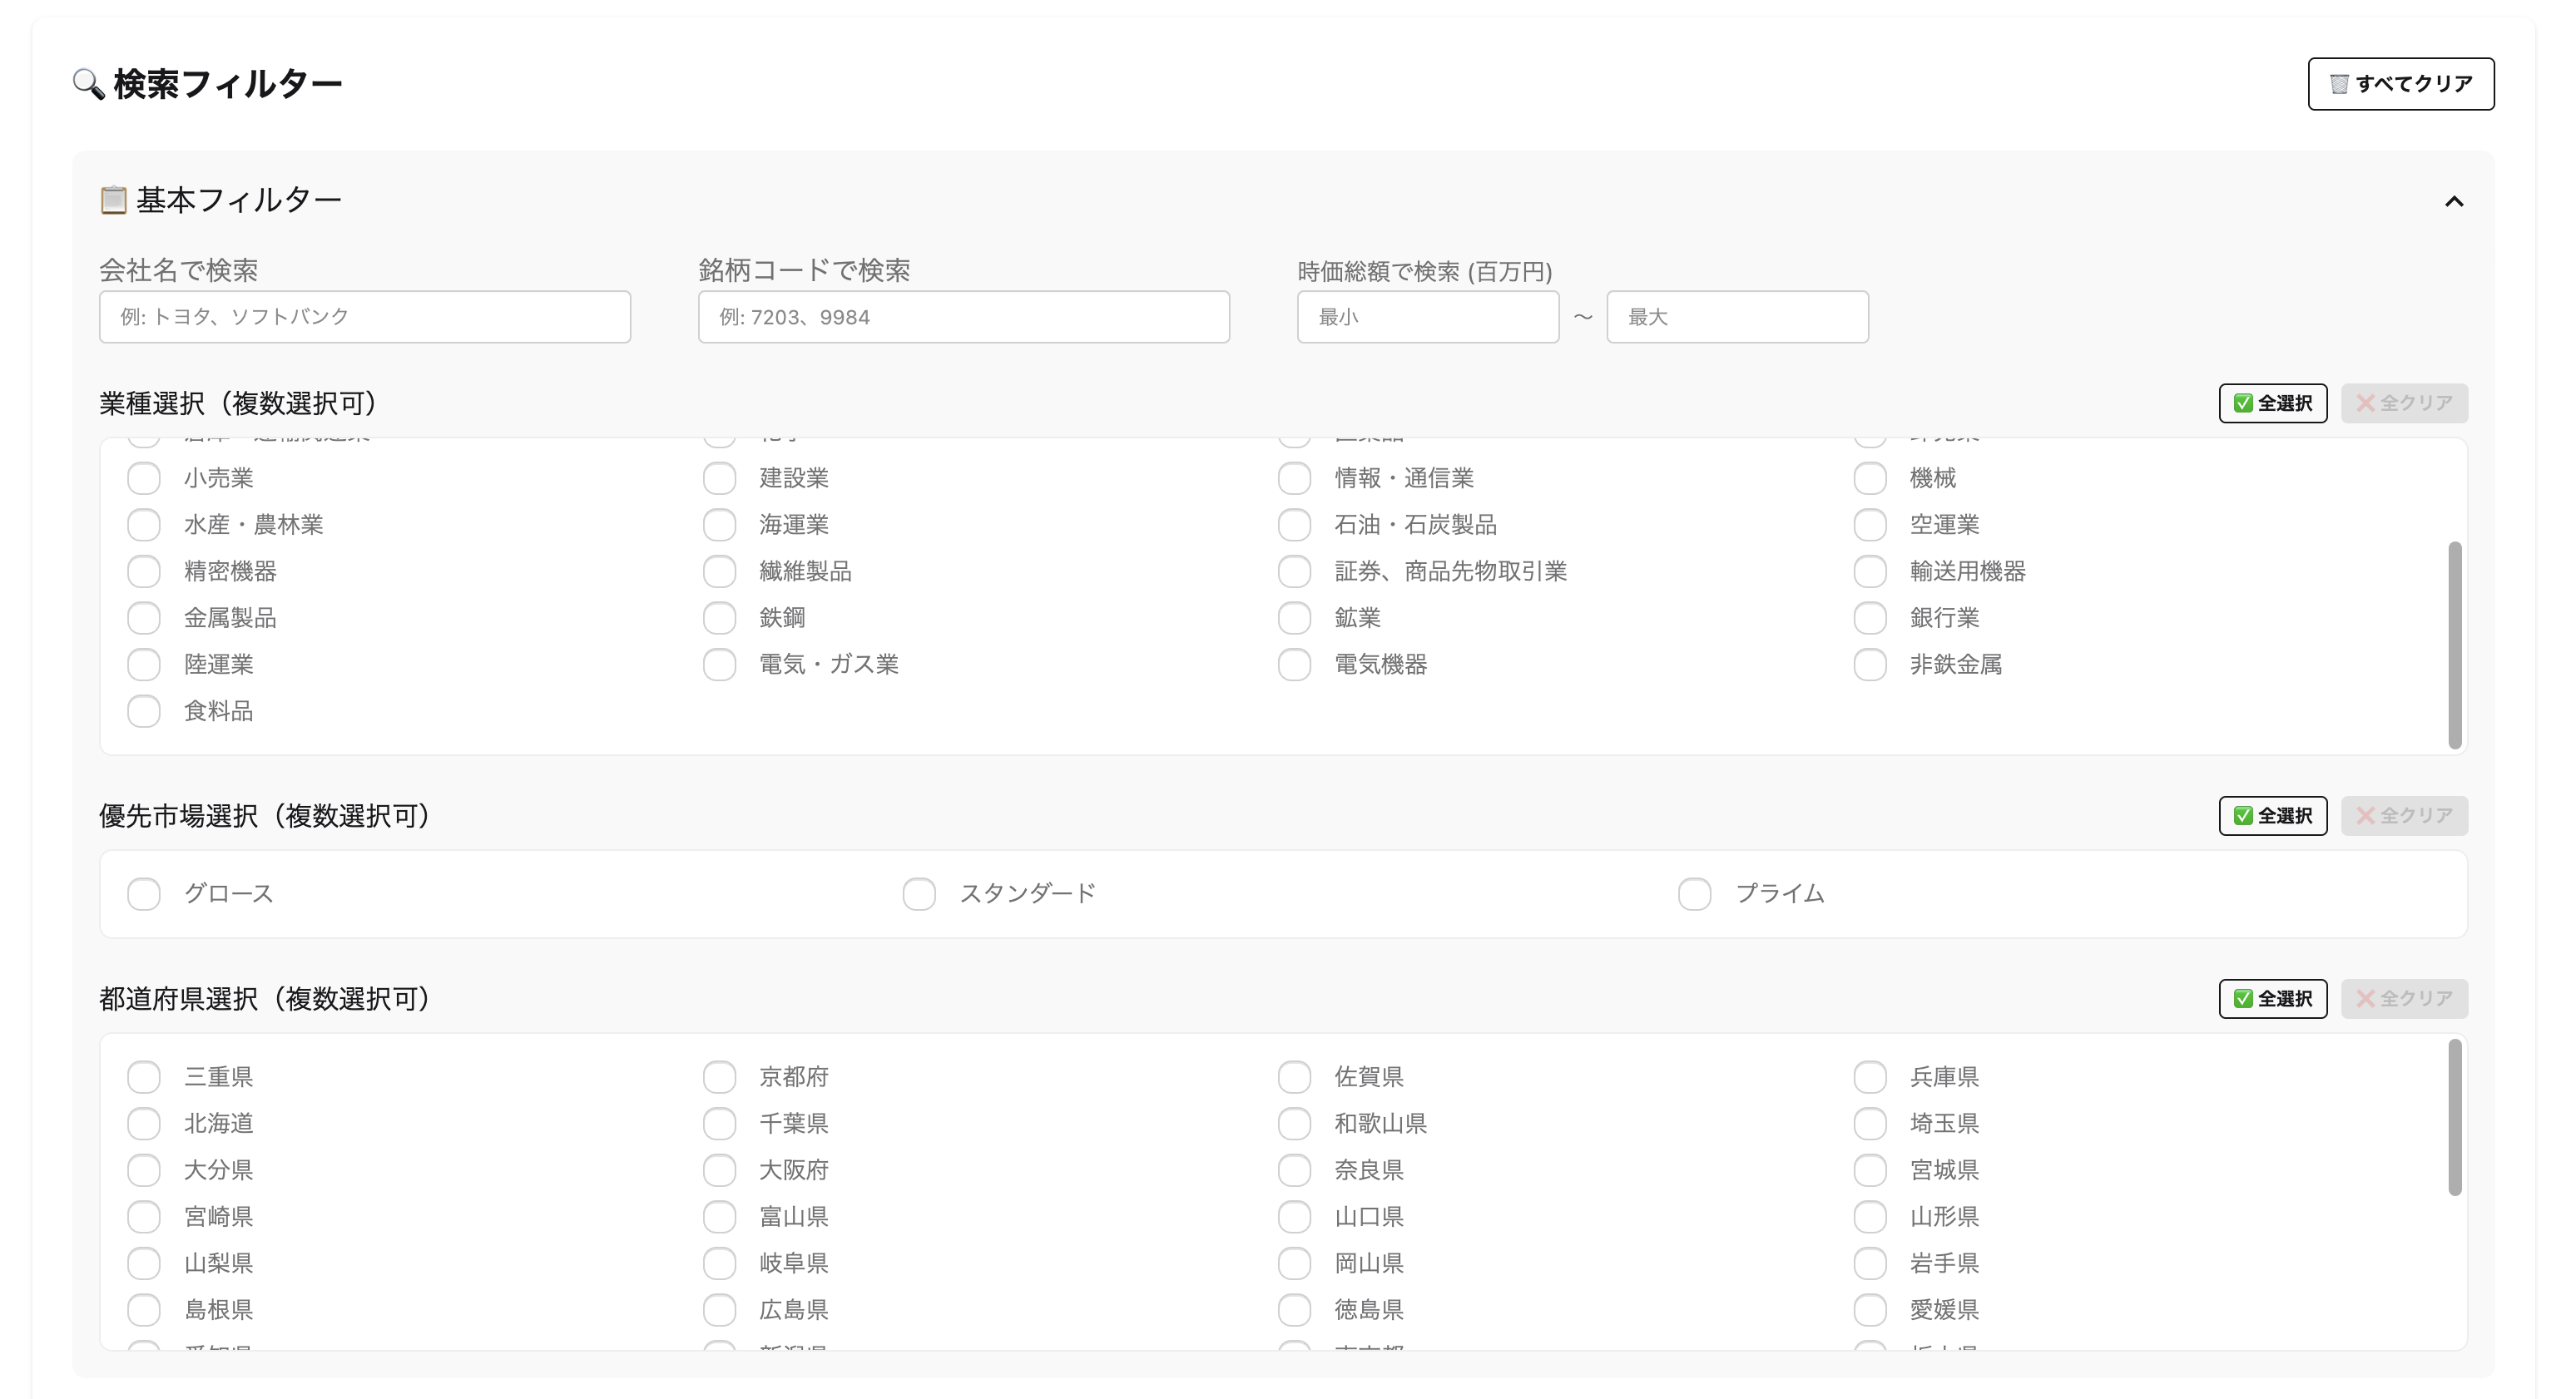 🔍 検索フィルター
🗑️ すべてクリア
📋 基本フィルター
会社名で検索
銘柄コードで検索
時価総額で検索 (百万円)
例: トヨタ、ソフトバンク
例: 7203、9984
最小 〜 最大
業種選択（複数選択可）
✅ 全選択 ❌ 全クリア
小売業 建設業 情報・通信業 機械
水産・農林業 海運業 石油・石炭製品 空運業
精密機器 繊維製品 証券、商品先物取引業 輸送用機器
金属製品 鉄鋼 鉱業 銀行業
陸運業 電気・ガス業 電気機器 非鉄金属
食料品
優先市場選択（複数選択可）
✅ 全選択 ❌ 全クリア
グロース スタンダード プライム
都道府県選択（複数選択可）
✅ 全選択 ❌ 全クリア
三重県 京都府 佐賀県 兵庫県
北海道 千葉県 和歌山県 埼玉県
大分県 大阪府 奈良県 宮城県
宮崎県 富山県 山口県 山形県
山梨県 岐阜県 岡山県 岩手県
島根県 広島県 徳島県 愛媛県